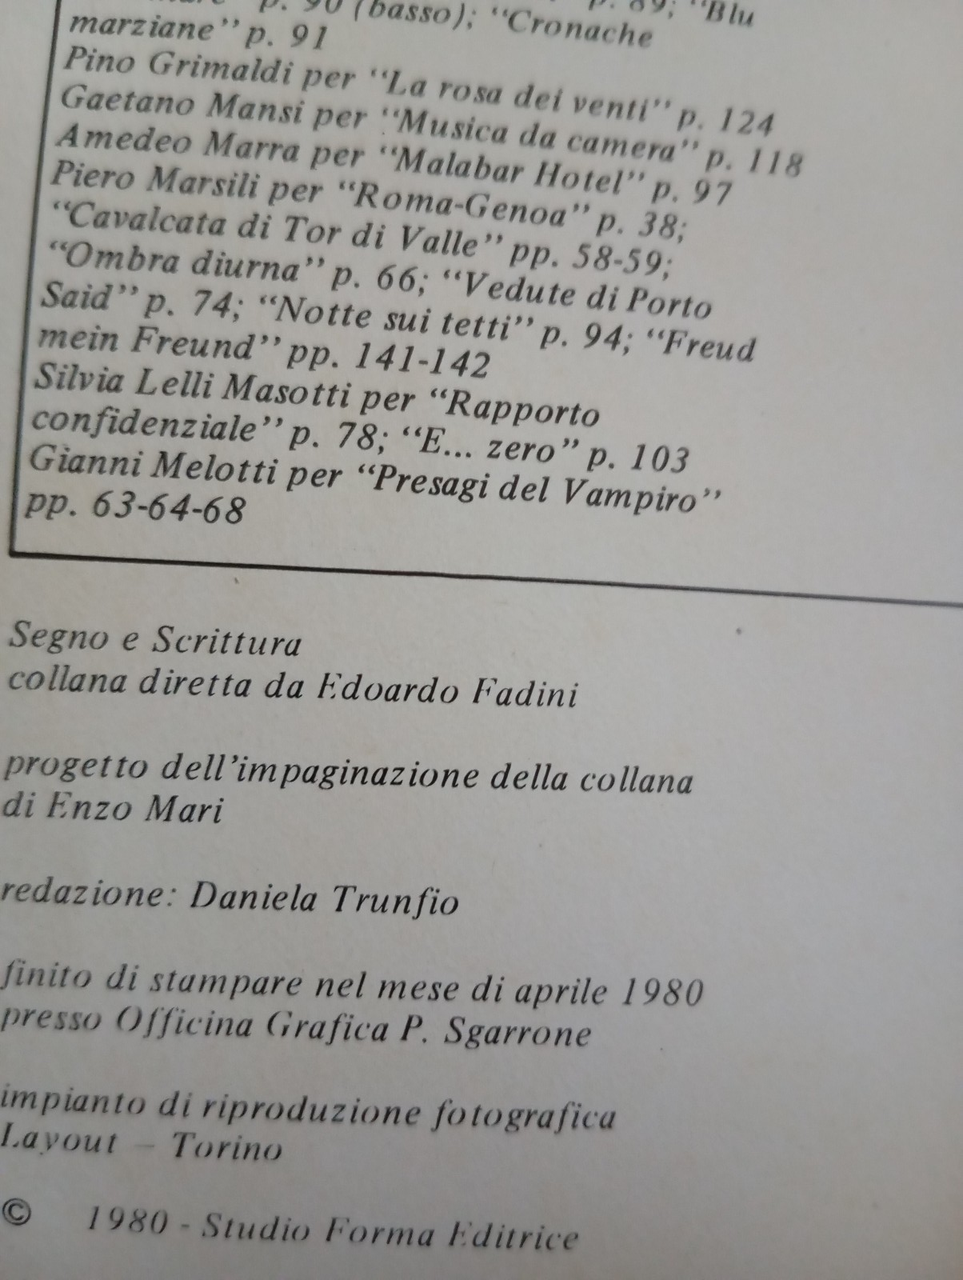 p. 90 (basso); "Cronache
p. 89; "Blu
marziane" p. 91
Pino Grimaldi per "La rosa dei venti" p. 124
Gaetano Mansi per "Musica da camera" p. 118
Amedeo Marra per "Malabar Hotel" p. 97
Piero Marsili per "Roma-Genoa" p. 38;
"Cavalcata di Tor di Valle" pp. 58-59;
"Ombra diurna" p. 66; "Vedute di Porto
Said" p. 74; "Notte sui tetti" p. 94; "Freud
mein Freund" pp. 141-142
Silvia Lelli Masotti per "Rapporto
confidenziale" p. 78; "E... zero" p. 103
Gianni Melotti per "Presagi del Vampiro"
pp. 63-64-68
Segno e Scrittura
collana diretta da Edoardo Fadini
progetto dell'impaginazione della collana
di Enzo Mari
redazione: Daniela Trunfio
finito di stampare nel mese di aprile 1980
presso Officina Grafica P. Sgarrone
impianto di riproduzione fotografica
Layout – Torino
© 1980 - Studio Forma Editrice